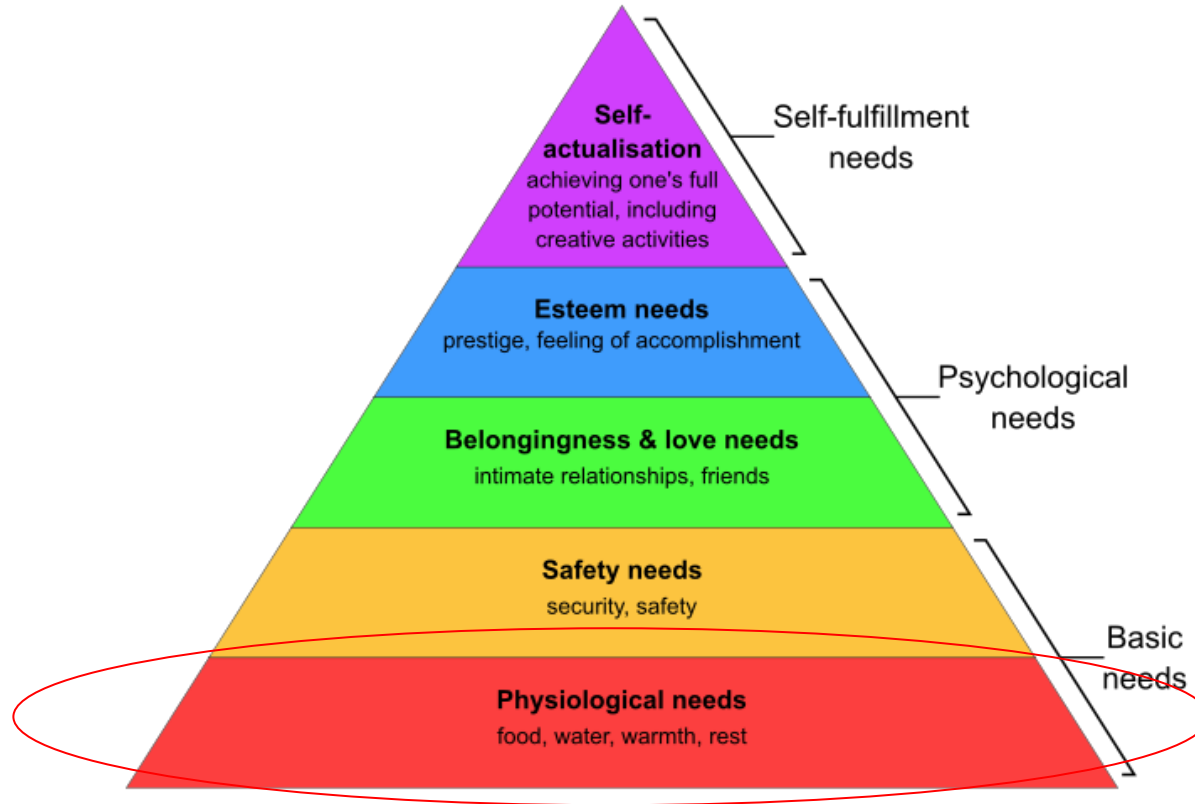 Self-
actualisation
achieving one's full
potential, including
creative activities
Self-fulfillment
needs
Esteem needs
prestige, feeling of accomplishment
Psychological
needs
Belongingness & love needs
intimate relationships, friends
Safety needs
security, safety
Basic
needs
Physiological needs
food, water, warmth, rest